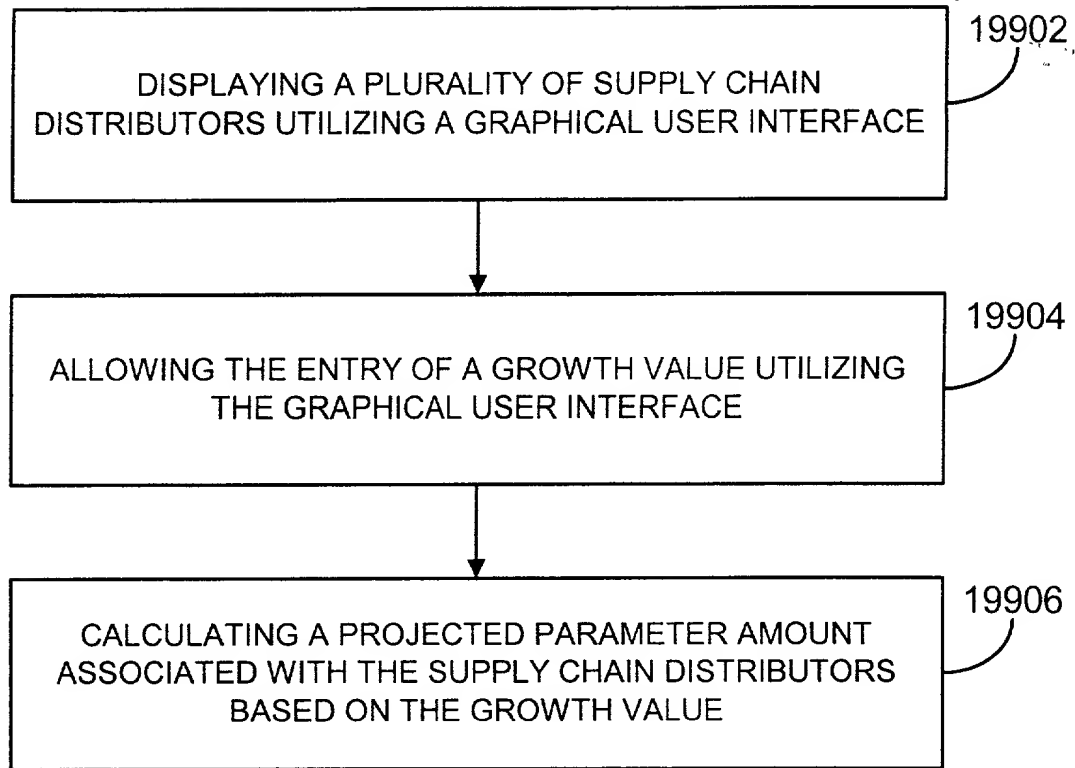 19902
DISPLAYING A PLURALITY OF SUPPLY CHAIN
DISTRIBUTORS UTILIZING A GRAPHICAL USER INTERFACE
19904
ALLOWING THE ENTRY OF A GROWTH VALUE UTILIZING
THE GRAPHICAL USER INTERFACE
19906
CALCULATING A PROJECTED PARAMETER AMOUNT
ASSOCIATED WITH THE SUPPLY CHAIN DISTRIBUTORS
BASED ON THE GROWTH VALUE